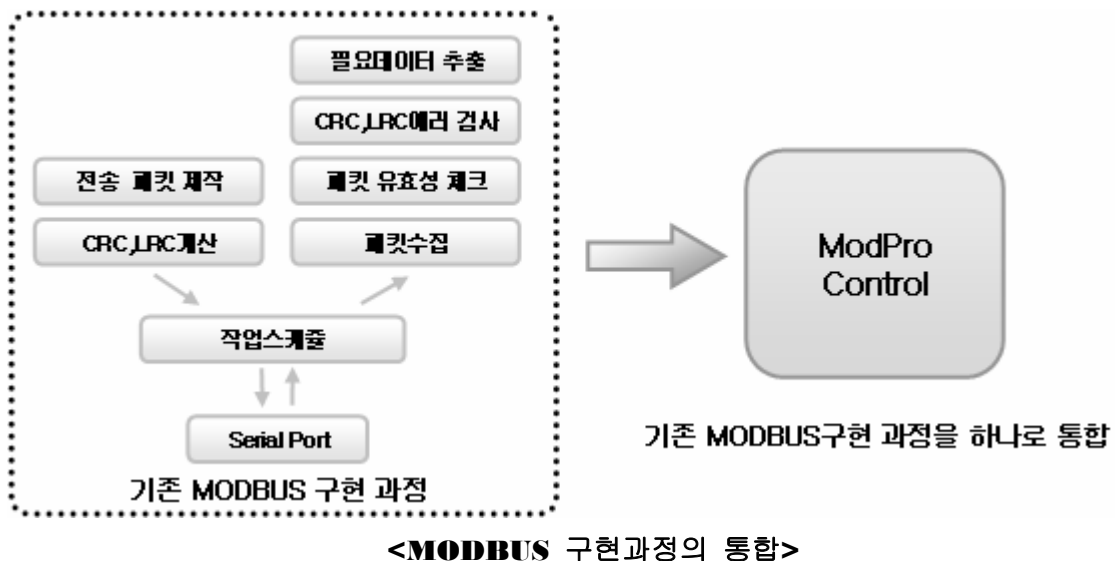 필요데이터 추출
CRC,LRC에러 검사
전송 패킷 제작
패킷 유효성 체크
CRC,LRC계산
패킷수집
작업스케쥴
Serial Port
기존 MODBUS 구현 과정
ModPro
Control
기존 MODBUS구현 과정을 하나로 통합
<MODBUS 구현과정의 통합>